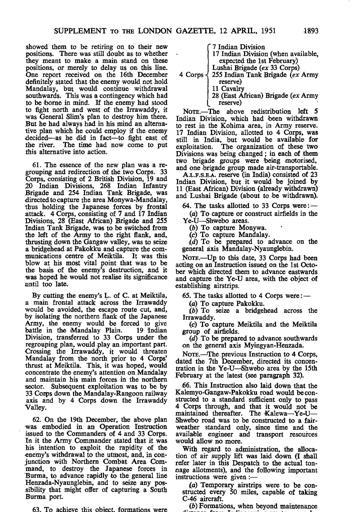 SUPPLEMENT TO THE LONDON GAZETTE, 12 APRIL, 1951 1893
showed them to be retiring on to their new
positions. There was still doubt as to whether
they meant to make a main stand on these
positions, or merely to delay us on this line.
One report received on the 16th December
definitely stated that the enemy would not hold
Mandalay, but would continue withdrawal
southwards. This was a contingency which had
to be borne in mind. If the enemy had stood
to fight north and west of the Irrawaddy, it
was General Slim's plan to destroy him there.
But he had always had in his mind an alterna-
tive plan which he could employ if the enemy
decided—as he did in fact—to fight east of
the river. The time had now come to put
this alternative into action.
61. The essence of the new plan was a re-
grouping and redirection of the two Corps. 33
Corps, consisting of 2 British Division, 19 and
20 Indian Divisions, 268 Indian Infantry
Brigade and 254 Indian Tank Brigade, was
directed to capture the area Monywa-Mandalay,
thus holding the Japanese forces by frontal
attack. 4 Corps, consisting of 7 and 17 Indian
Divisions, 28 (East African) Brigade and 255
Indian Tank Brigade, was to be switched from
the left of the Army to the right flank, and,
thrusting down the Gangaw valley, was to seize
a bridgehead at Pakokku and capture the com-
munications centre of Meiktila. It was this
blow at his most vital point that was to be
the basis of the enemy's destruction, and it
was hoped he would not realise its significance
until too late.
By cutting the enemy's L. of C. at Meiktila,
a main frontal attack across the Irrawaddy
would be avoided, the escape route cut, and,
by isolating the northern flank of the Japanese
Army, the enemy would be forced to give
battle in the Mandalay Plain. 19 Indian
Division, transferred to 33 Corps under the
regrouping plan, would play an important part.
Crossing the Irrawaddy, it would threaten
Mandalay from the north prior to 4 Corps'
thrust at Meiktila. This, it was hoped, would
concentrate the enemy's attention on Mandalay
and maintain his main forces in the northern
sector. Subsequent exploitation was to be by
33 Corps down the Mandalay-Rangoon railway
axis and by 4 Corps down the Irrawaddy
Valley.
62. On the 19th December, the above plan
was embodied in an Operation Instruction
issued to the Commanders of 4 and 33 Corps.
In it the Army Commander stated that it was
his intention to exploit the rapidity of the
enemy's withdrawal to the utmost, and, in con-
junction with Northern Combat Area Com-
mand, to destroy the Japanese forces in
Burma, to advance rapidly to the general line
Henzada-Nyaunglebin, and to seize any pos-
sibility that might offer of capturing a South
Burma port.
63. To achieve this object, formations were
7 Indian Division
17 Indian Division (when available,
expected the 1st February)
Lushai Brigade (ex 33 Corps)
4 Corps 255 Indian Tank Brigade (ex Army
reserve)
11 Cavalry
28 (East African) Brigade (ex Army
reserve)
NOTE.—The above redistribution left 5
Indian Division, which had been withdrawn
to rest in the Kohima area, in Army reserve.
17 Indian Division, allotted to 4 Corps, was
still in India, but would be available for
exploitation. The organization of these two
Divisions was being changed; in each of them
two brigade groups were being motorised,
and one brigade group made air-transportable.
A.L.F.S.E.A. reserve (in India) consisted of 23
Indian Division, but it would be joined by
11 (East African) Division (already withdrawn)
and Lushai Brigade (about to be withdrawn).
64. The tasks allotted to 33 Corps were:—
(a) To capture or construct airfields in the
Ye-U—Shwebo areas.
(b) To capture Monywa.
(c) To capture Mandalay.
(d) To be prepared to advance on the
general axis Mandalay-Nyaunglebin.
NOTE.—Up to this date, 33 Corps had been
acting on an Instruction issued on the 1st Octo-
ber which directed them to advance eastwards
and capture the Ye-U area, with the object of
establishing airstrips.
65. The tasks allotted to 4 Corps were:—
(a) To capture Pakokku.
(b) To seize a bridgehead across the
Irrawaddy.
(c) To capture Meiktila and the Meiktila
group of airfields.
(d) To be prepared to advance southwards
on the general axis Myingyan-Henzada.
NOTE.—The previous Instruction to 4 Corps,
dated the 7th December, directed its concen-
tration in the Ye-U—Shwebo area by the 15th
February at the latest (see paragraph 32).
66. This Instruction also laid down that the
Kalemyo-Gangaw-Pakokku road would be con-
structed to a standard sufficient only to pass
4 Corps through, and that it would not be
maintained thereafter. The Kalewa—Ye-U—
Shwebo road was to be constructed to a fair-
weather standard only, since time and the
available engineer and transport resources
would allow no more.
With regard to administration, the alloca-
tion of air supply lift was laid down (I shall
refer later in this Despatch to the actual ton-
nage allotments), and the following important
instructions were given:—
(a) Temporary airstrips were to be con-
structed every 50 miles, capable of taking
C-46 aircraft.
(b) Formations, when beyond maintenance